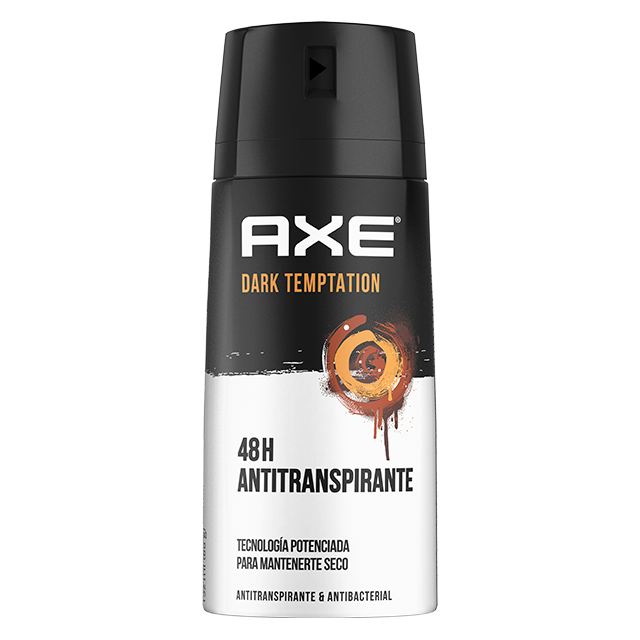 AXE®
DARK TEMPTATION
48H
ANTITRANSPIRANTE
TECNOLOGÍA POTENCIADA
PARA MANTENERTE SECO
ANTITRANSPIRANTE & ANTIBACTERIAL